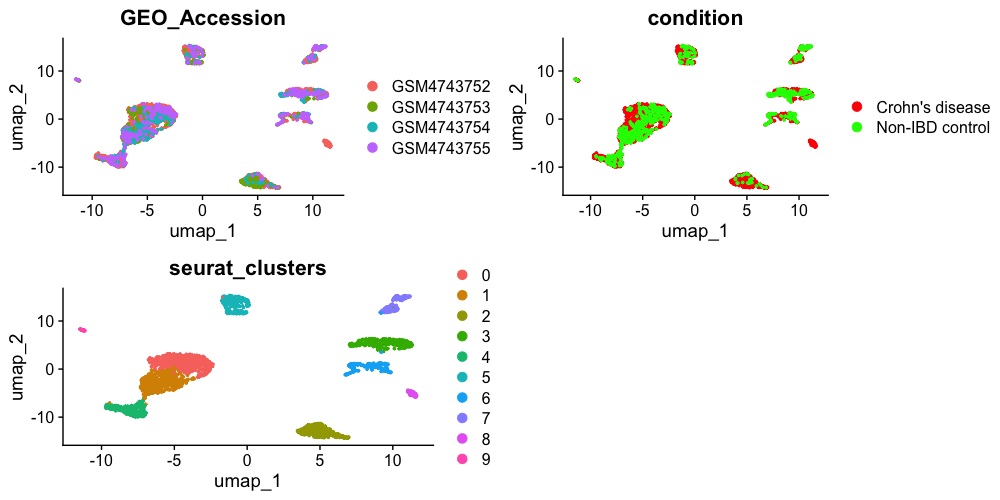 GEO_Accession
umap_2
10
0
-10
-10
-5
0
5
10
umap_1
GSM4743752
GSM4743753
GSM4743754
GSM4743755
condition
umap_2
10
0
-10
-10
-5
0
5
10
umap_1
Crohn's disease
Non-IBD control
seurat_clusters
umap_2
10
0
-10
-10
-5
0
5
10
umap_1
0
1
2
3
4
5
6
7
8
9